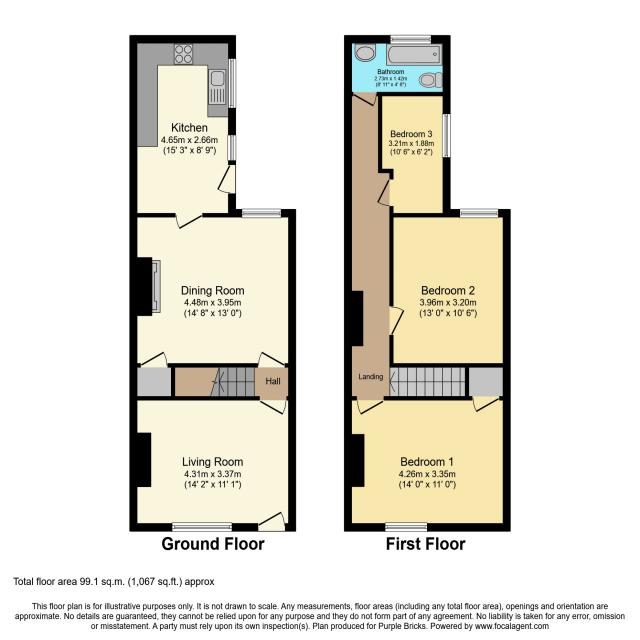 Kitchen
4.65m x 2.66m
(15' 3" x 8' 9")
Dining Room
4.48m x 3.95m
(14' 8" x 13' 0")
Hall
Living Room
4.31m x 3.37m
(14' 2" x 11' 1")
Ground Floor
Bathroom
2.73m x 1.42m
(8' 11" x 4' 8")
Bedroom 3
3.21m x 1.88m
(10' 6" x 6' 2")
Bedroom 2
3.96m x 3.20m
(13' 0" x 10' 6")
Landing
Bedroom 1
4.26m x 3.35m
(14' 0" x 11' 0")
First Floor
Total floor area 99.1 sq.m. (1,067 sq.ft.) approx
This floor plan is for illustrative purposes only. It is not drawn to scale. Any measurements, floor areas (including any total floor area), openings and orientation are
approximate. No details are guaranteed, they cannot be relied upon for any purpose and they do not form part of any agreement. No liability is taken for any error, omission
or misstatement. A party must rely upon its own inspection(s). Plan produced for Purple Bricks. Powered by www.focalagent.com